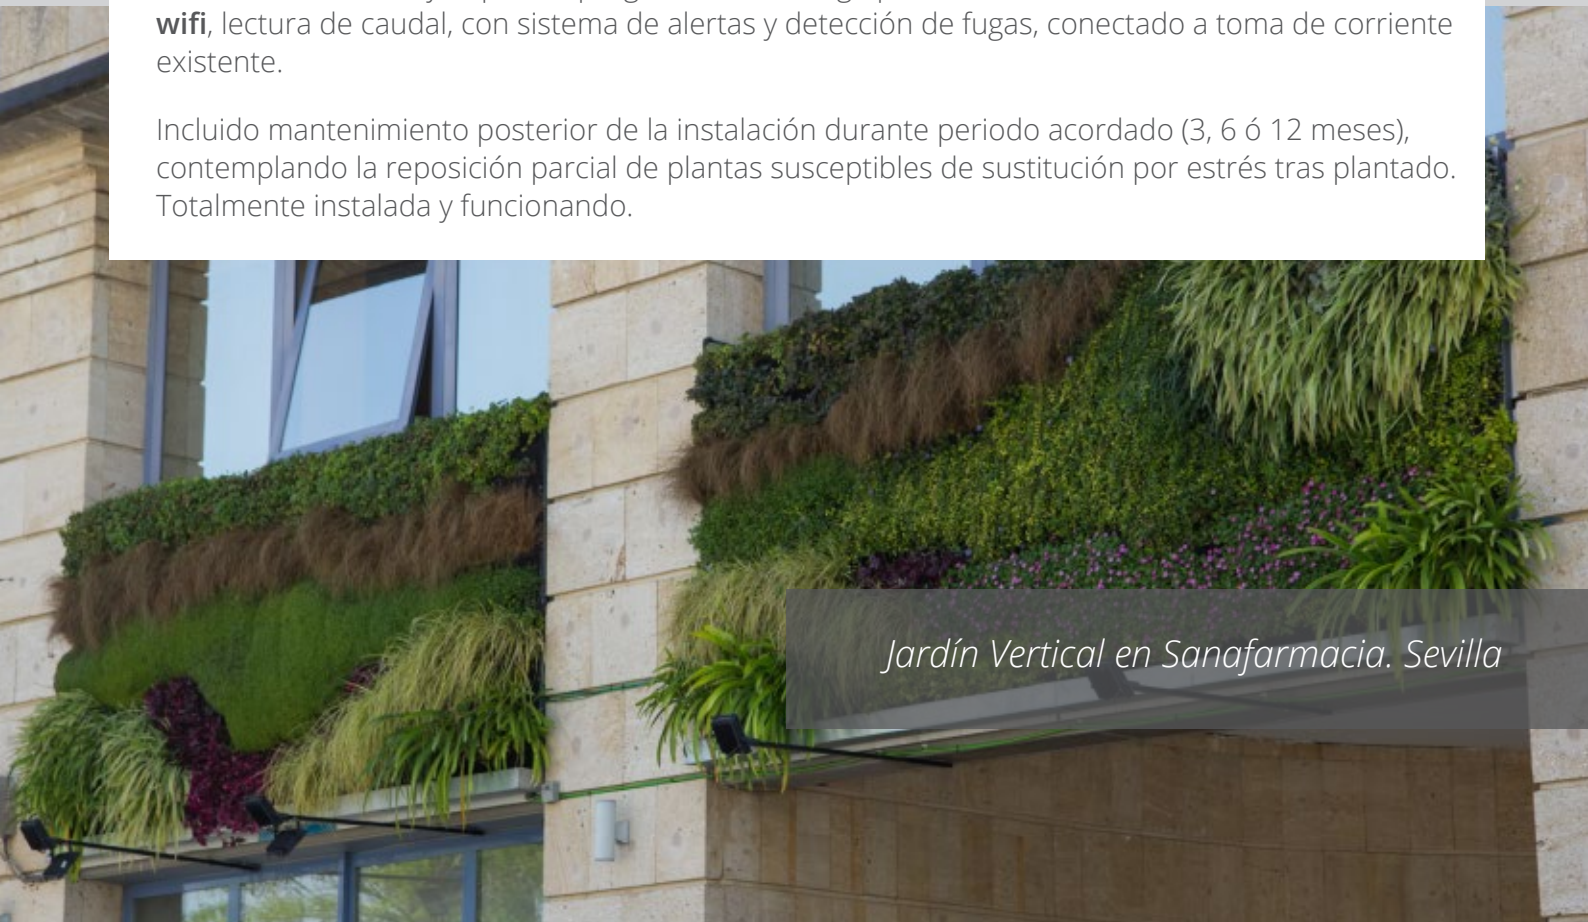 wifi, lectura de caudal, con sistema de alertas y detección de fugas, conectado a toma de corriente
existente.
Incluido mantenimiento posterior de la instalación durante periodo acordado (3, 6 ó 12 meses),
contemplando la reposición parcial de plantas susceptibles de sustitución por estrés tras plantado.
Totalmente instalada y funcionando.
Jardín Vertical en Sanafarmacia. Sevilla